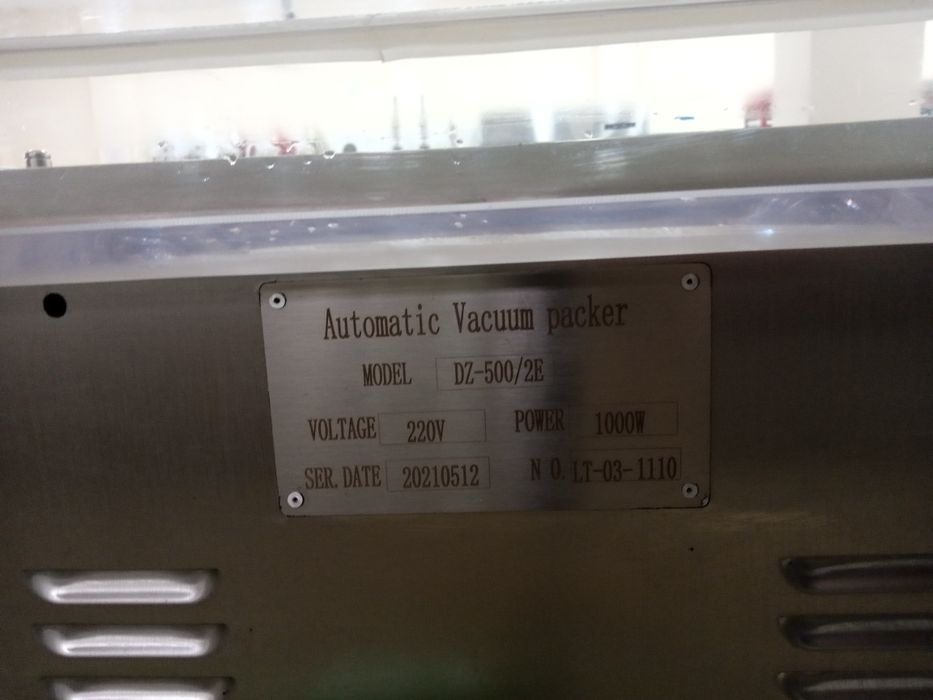 Automatic Vacuum packer
MODEL DZ-500/2E
VOLTAGE 220V POWER 1000W
SER. DATE 20210512 N O. LT-03-1110